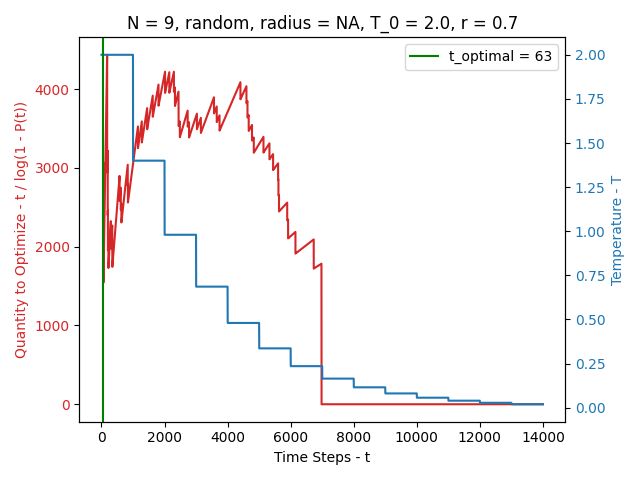 N = 9, random, radius = NA, T_0 = 2.0, r = 0.7
t_optimal = 63
Quantity to Optimize - t / log(1 - P(t))
4000
3000
2000
1000
0
2.00
1.75
1.50
1.25
1.00
0.75
0.50
0.25
0.00
Temperature - T
0 2000 4000 6000 8000 10000 12000 14000
Time Steps - t